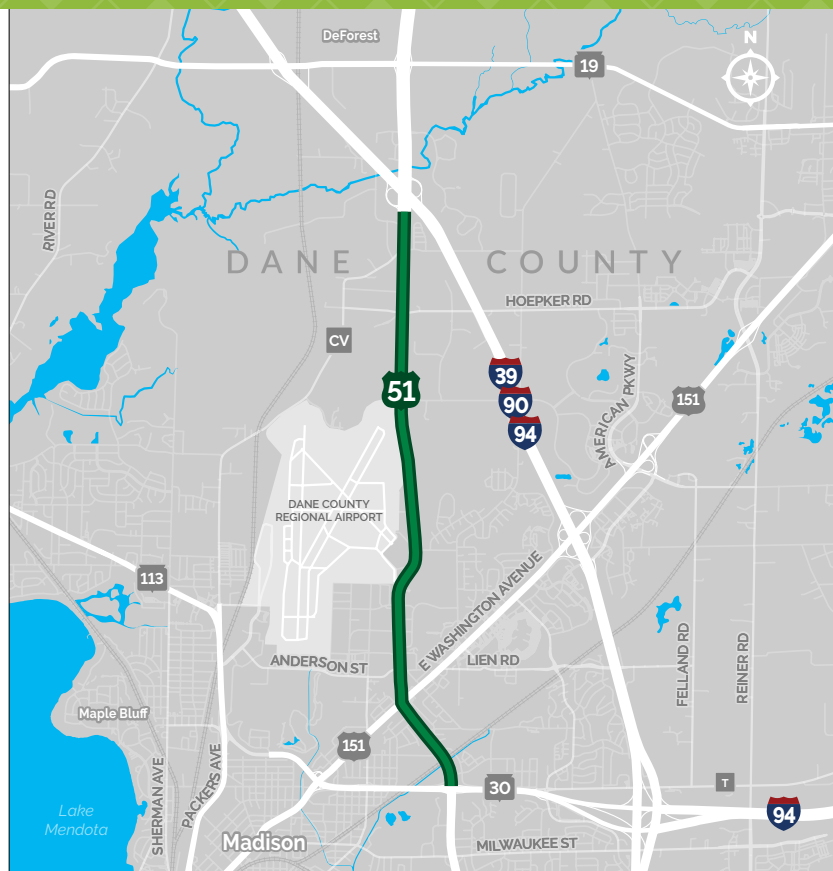 DeForest
N
19
RIVER RD
DANE COUNTY
HOEPKER RD
CV
39
51
90
94
151
AMERICAN PKWY
DANE COUNTY
REGIONAL AIRPORT
113
E WASHINGTON AVENUE
ANDERSON ST
LIEN RD
FELLAND RD
REINER RD
Maple Bluff
151
SHERMAN AVE
PACKERS AVE
30
T
94
Lake
Mendota
Madison
MILWAUKEE ST